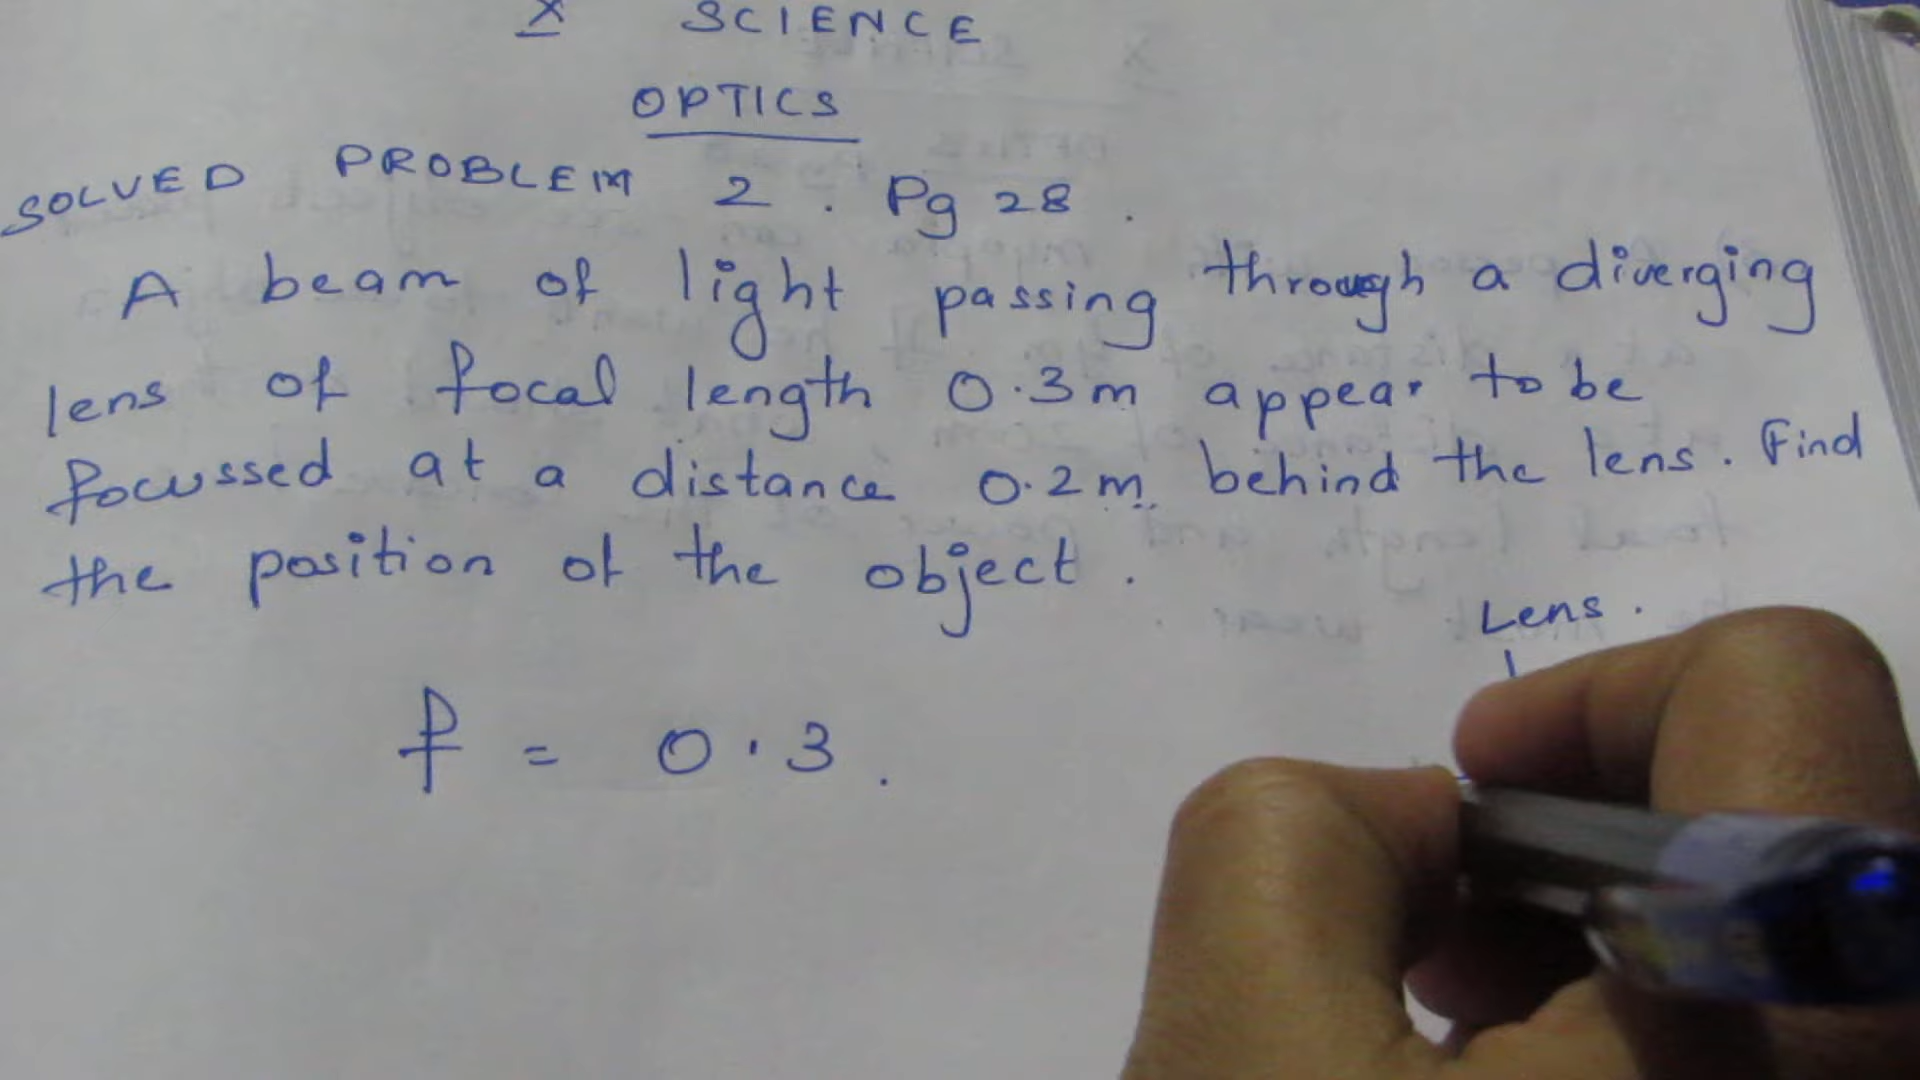 X SCIENCE
OPTICS
SOLVED PROBLEM 2. Pg 28.
A beam of light passing through a diverging
lens of focal length 0.3m appear to be
focussed at a distance 0.2m behind the lens. Find
the position of the object.
Lens.
f = 0.3.